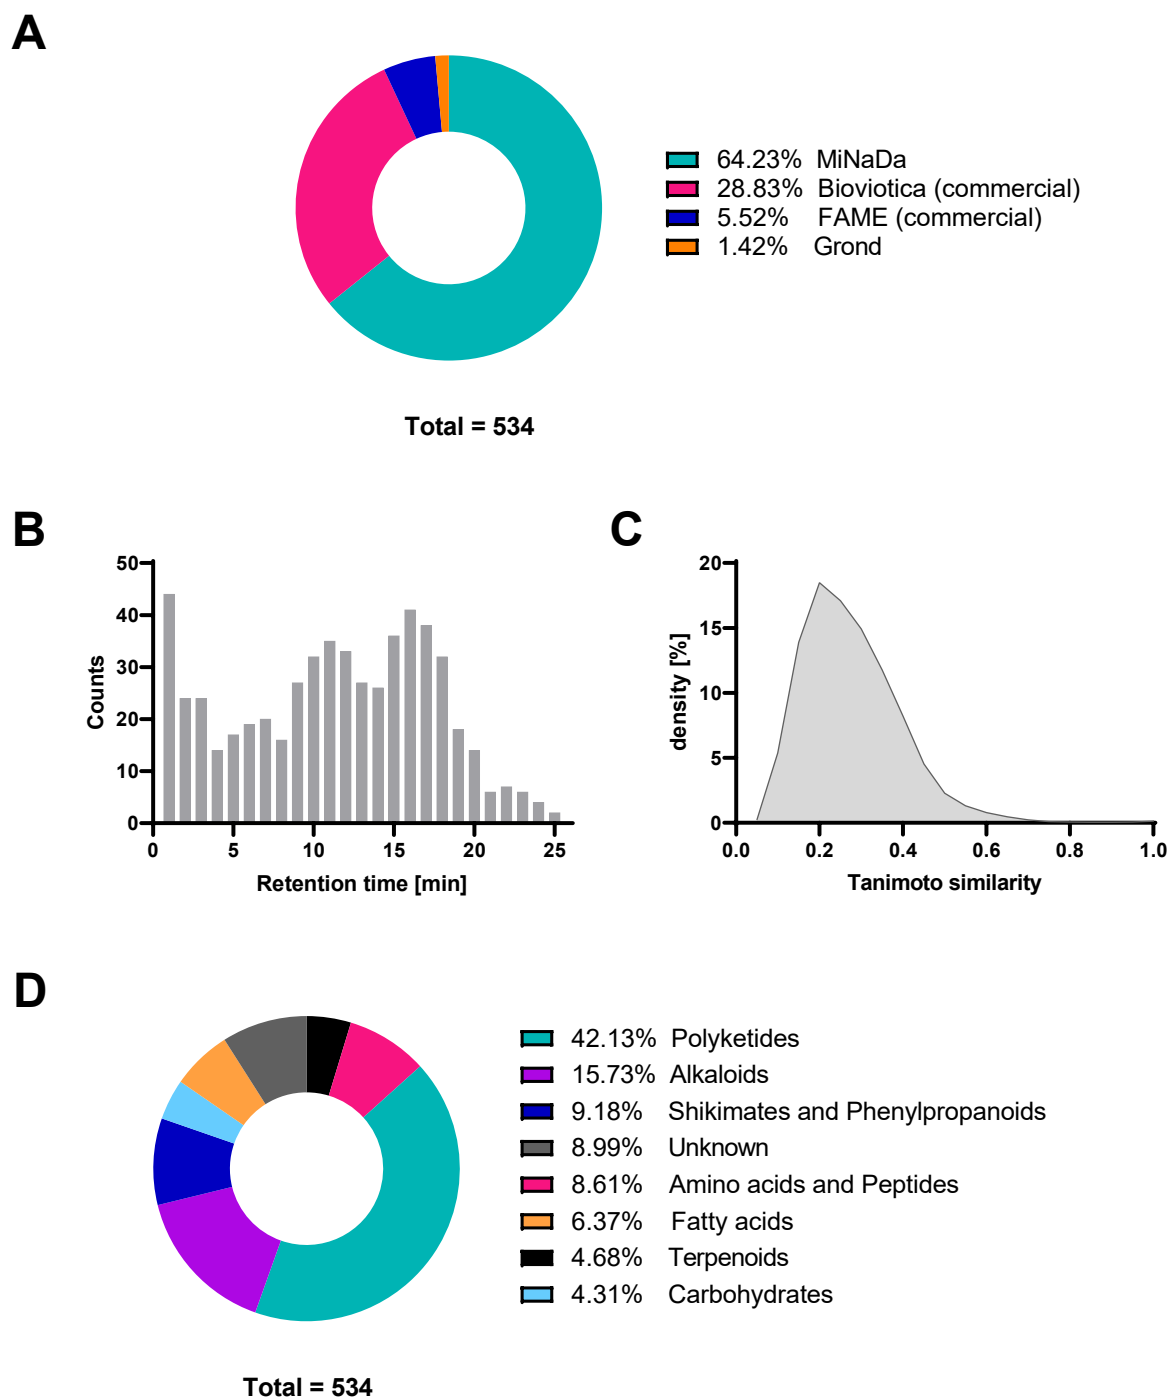 A
64.23% MiNaDa
28.83% Bioviotica (commercial)
5.52% FAME (commercial)
1.42% Grond
Total = 534
B
50
40
30
20
10
0
Counts
0 5 10 15 20 25
Retention time [min]
C
20
15
10
5
0
density [%]
0.0 0.2 0.4 0.6 0.8 1.0
Tanimoto similarity
D
42.13% Polyketides
15.73% Alkaloids
9.18% Shikimates and Phenylpropanoids
8.99% Unknown
8.61% Amino acids and Peptides
6.37% Fatty acids
4.68% Terpenoids
4.31% Carbohydrates
Total = 534